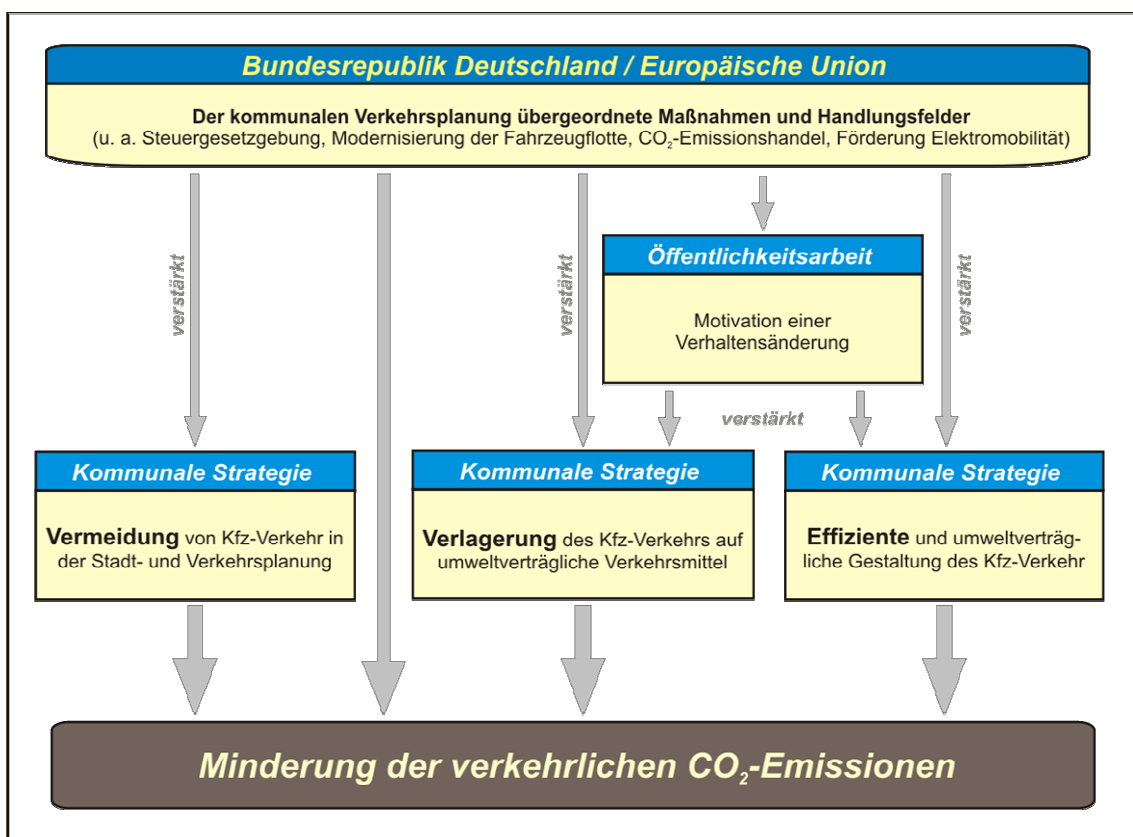 Bundesrepublik Deutschland / Europäische Union
Der kommunalen Verkehrsplanung übergeordnete Maßnahmen und Handlungsfelder
(u. a. Steuergesetzgebung, Modernisierung der Fahrzeugflotte, CO₂-Emissionshandel, Förderung Elektromobilität)
verstärkt
verstärkt
Öffentlichkeitsarbeit
Motivation einer
Verhaltensänderung
verstärkt
verstärkt
Kommunale Strategie
Vermeidung von Kfz-Verkehr in
der Stadt- und Verkehrsplanung
Kommunale Strategie
Verlagerung des Kfz-Verkehrs auf
umweltverträgliche Verkehrsmittel
Kommunale Strategie
Effiziente und umweltverträg-
liche Gestaltung des Kfz-Verkehr
Minderung der verkehrlichen CO₂-Emissionen